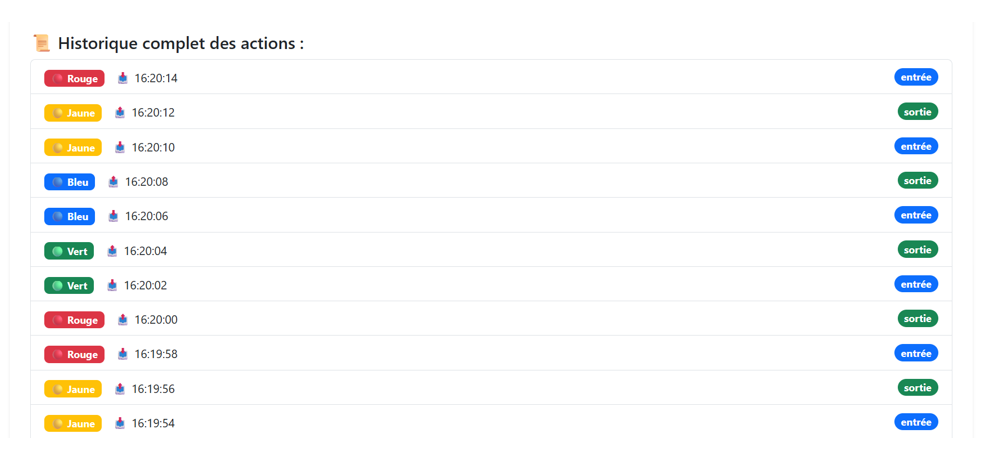 Historique complet des actions :
Rouge 16:20:14 entrée
Jaune 16:20:12 sortie
Jaune 16:20:10 entrée
Bleu 16:20:08 sortie
Bleu 16:20:06 entrée
Vert 16:20:04 sortie
Vert 16:20:02 entrée
Rouge 16:20:00 sortie
Rouge 16:19:58 entrée
Jaune 16:19:56 sortie
Jaune 16:19:54 entrée